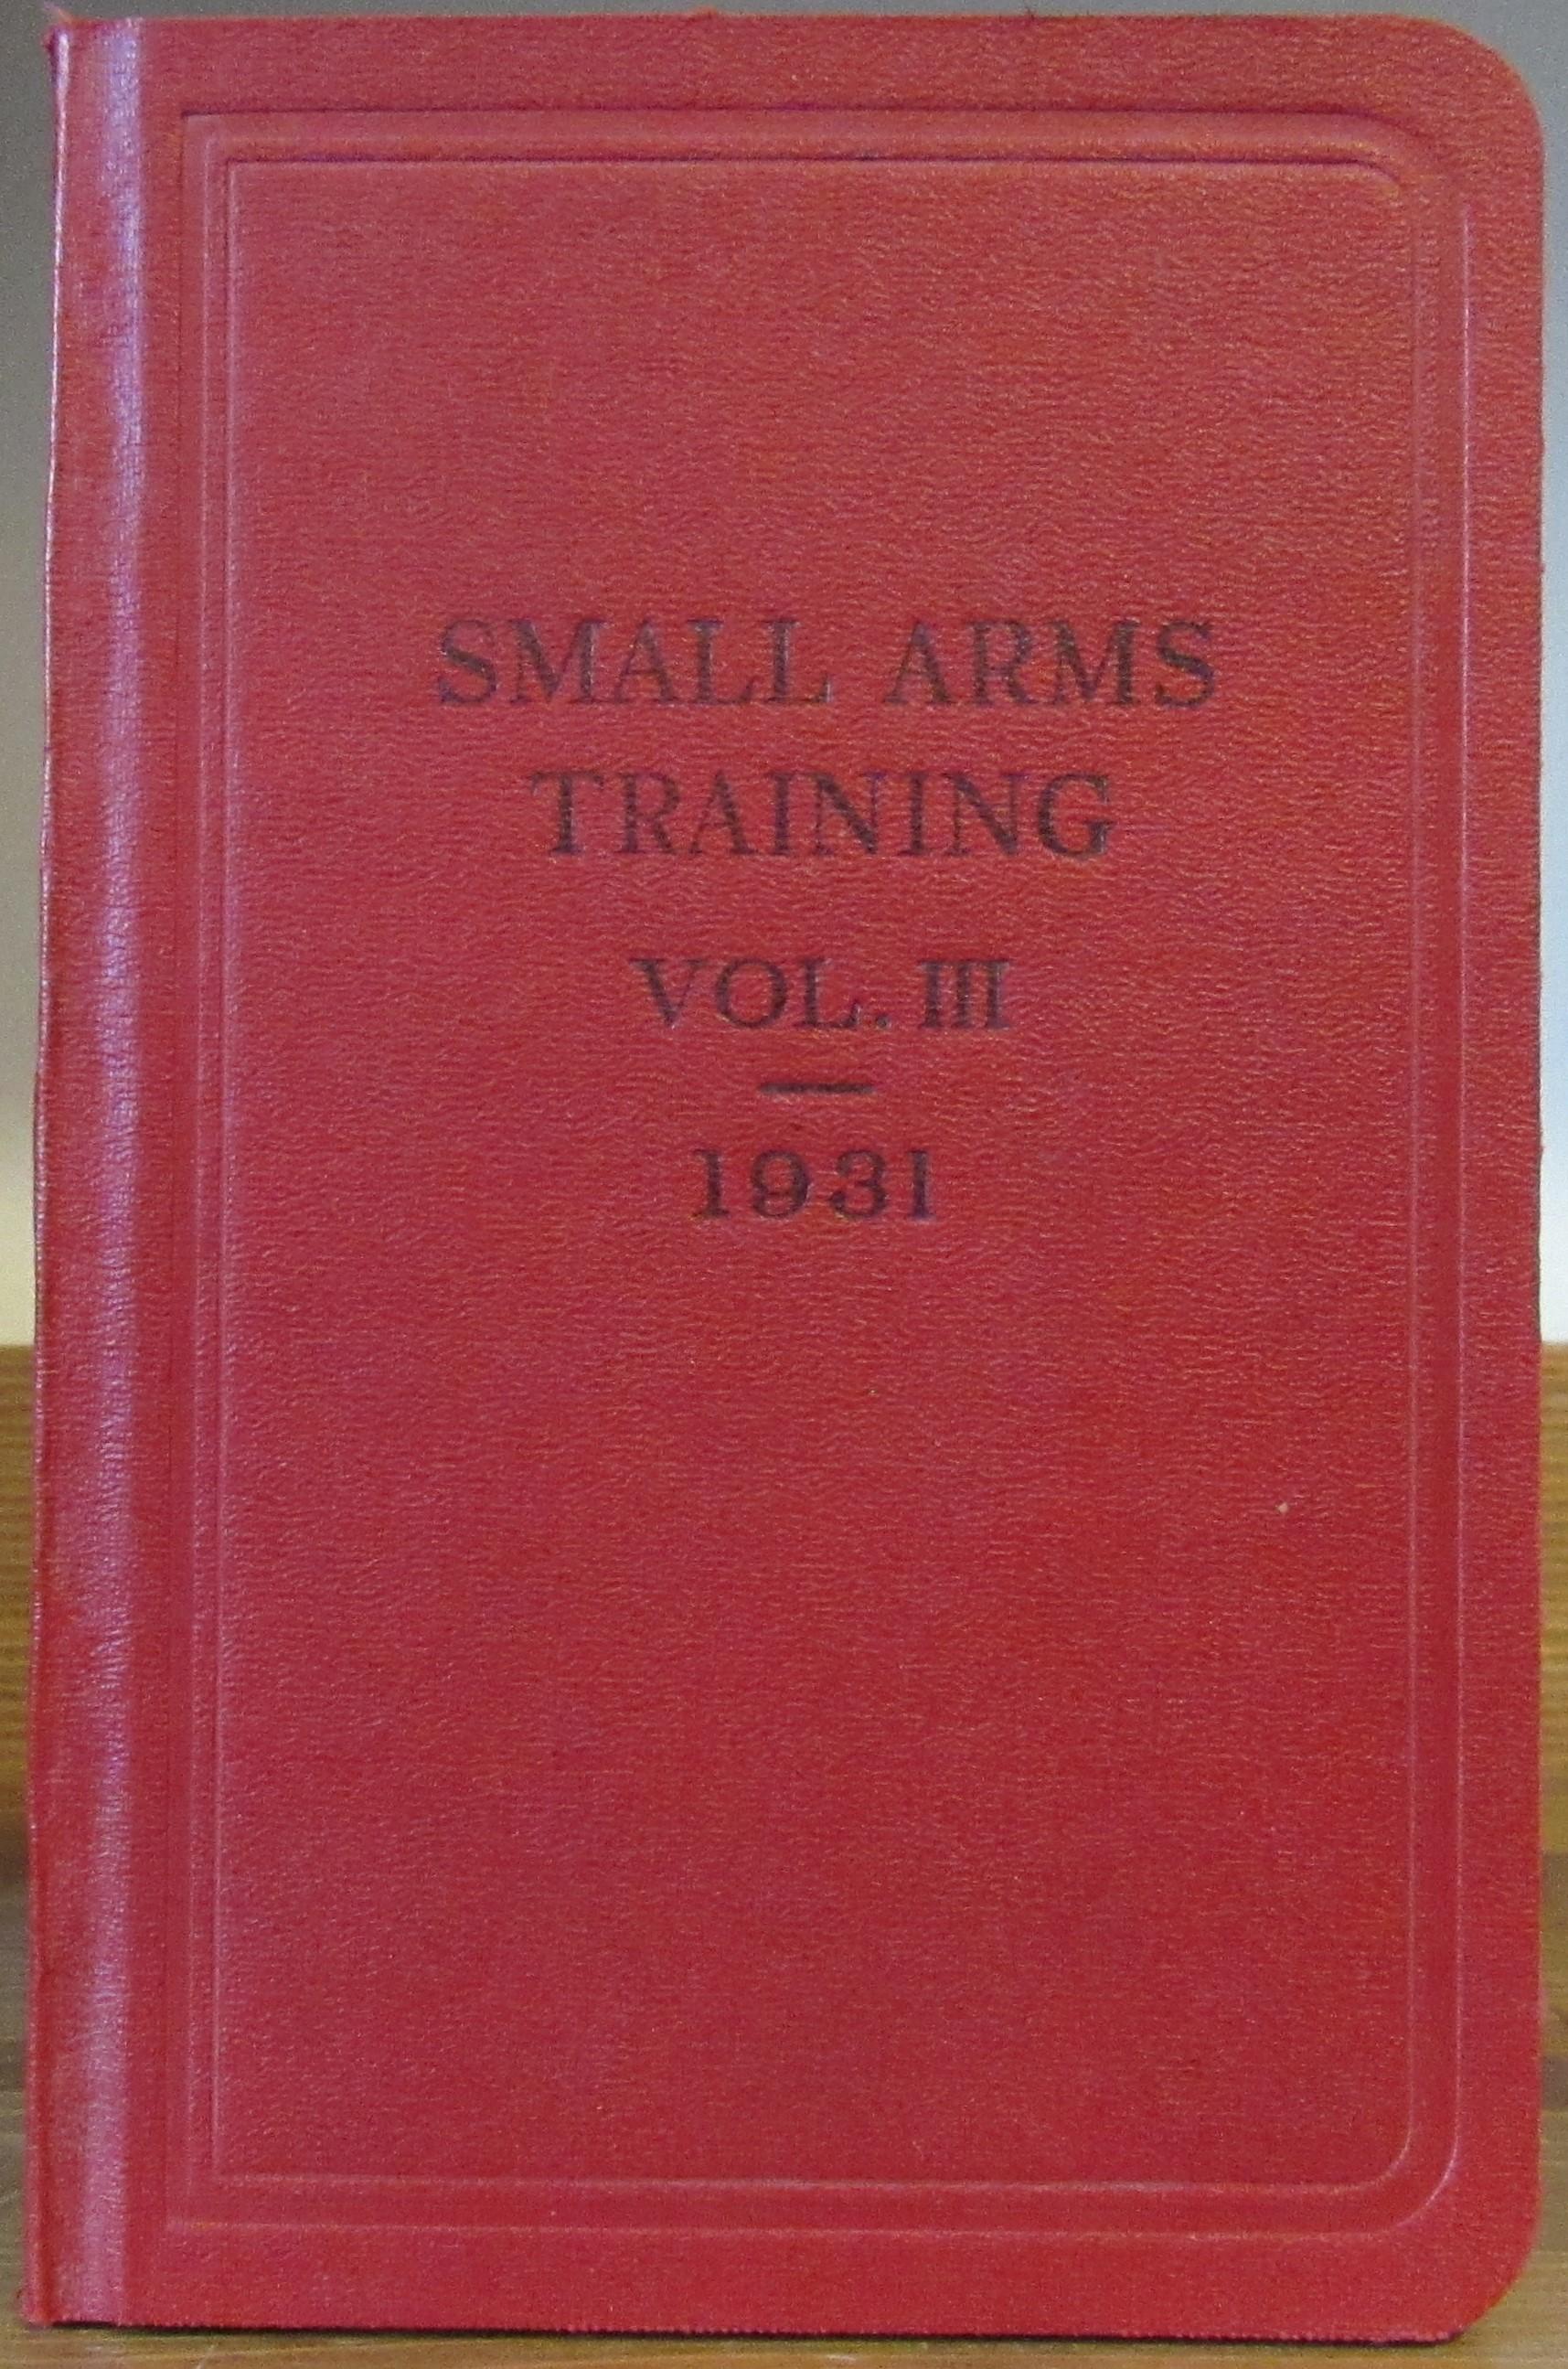 SMALL ARMS
TRAINING
VOL. III
1931